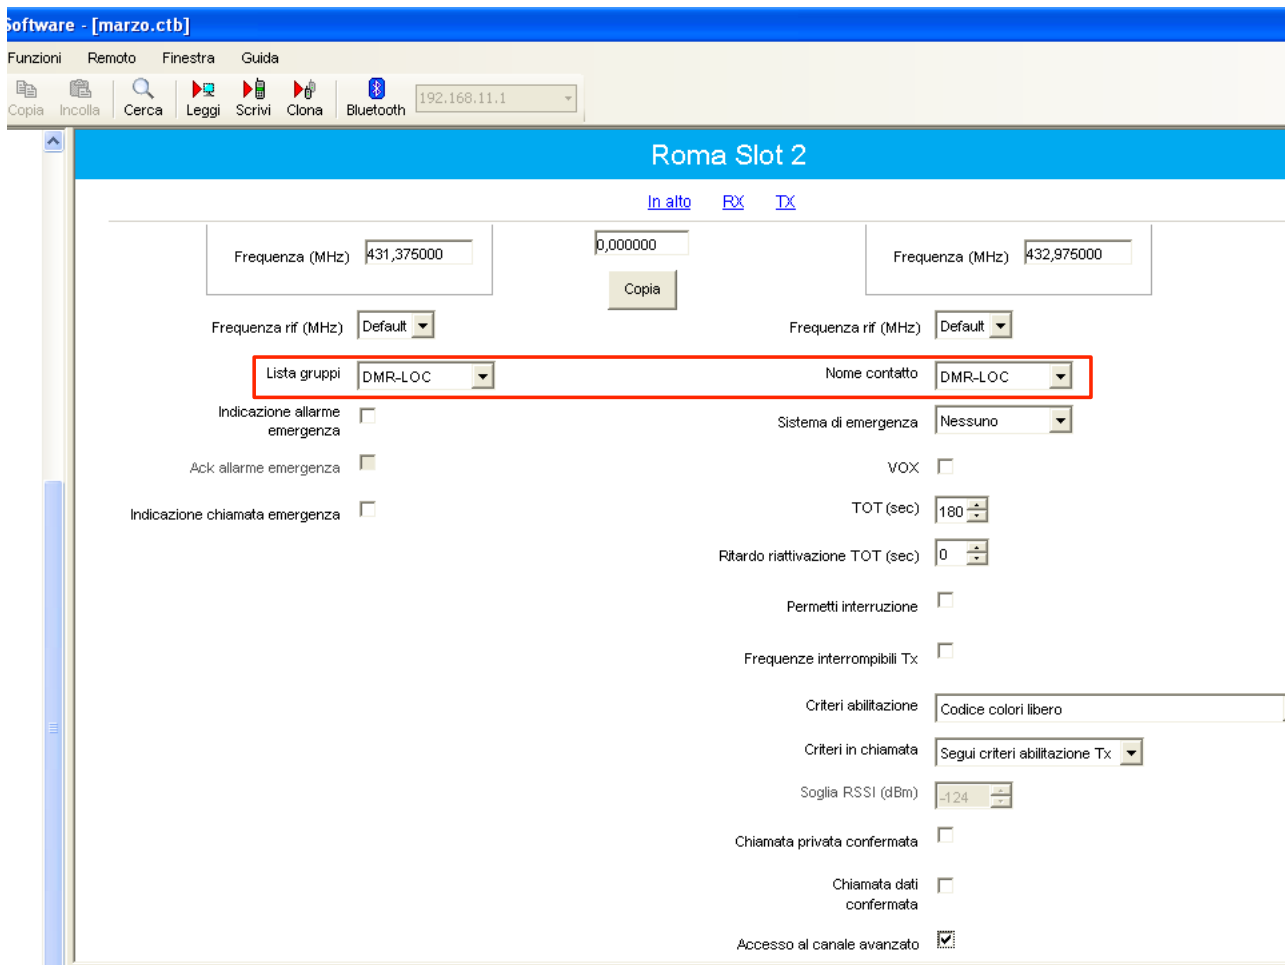 Software - [marzo.ctb]
Funzioni Remoto Finestra Guida
Copia Incolla Cerca Leggi Scrivi Clona Bluetooth 192.168.11.1
Roma Slot 2
In alto RX TX
Frequenza (MHz) 431,375000 0,000000 Frequenza (MHz) 432,975000
Copia
Frequenza rif (MHz) Default Frequenza rif (MHz) Default
Lista gruppi DMR-LOC Nome contatto DMR-LOC
Indicazione allarme
emergenza
Sistema di emergenza Nessuno
Ack allarme emergenza VOX
Indicazione chiamata emergenza TOT (sec) 180
Ritardo riattivazione TOT (sec) 0
Permetti interruzione
Frequenze interrompibili Tx
Criteri abilitazione Codice colori libero
Criteri in chiamata Segui criteri abilitazione Tx
Soglia RSSI (dBm) -124
Chiamata privata confermata
Chiamata dati
confermata
Accesso al canale avanzato